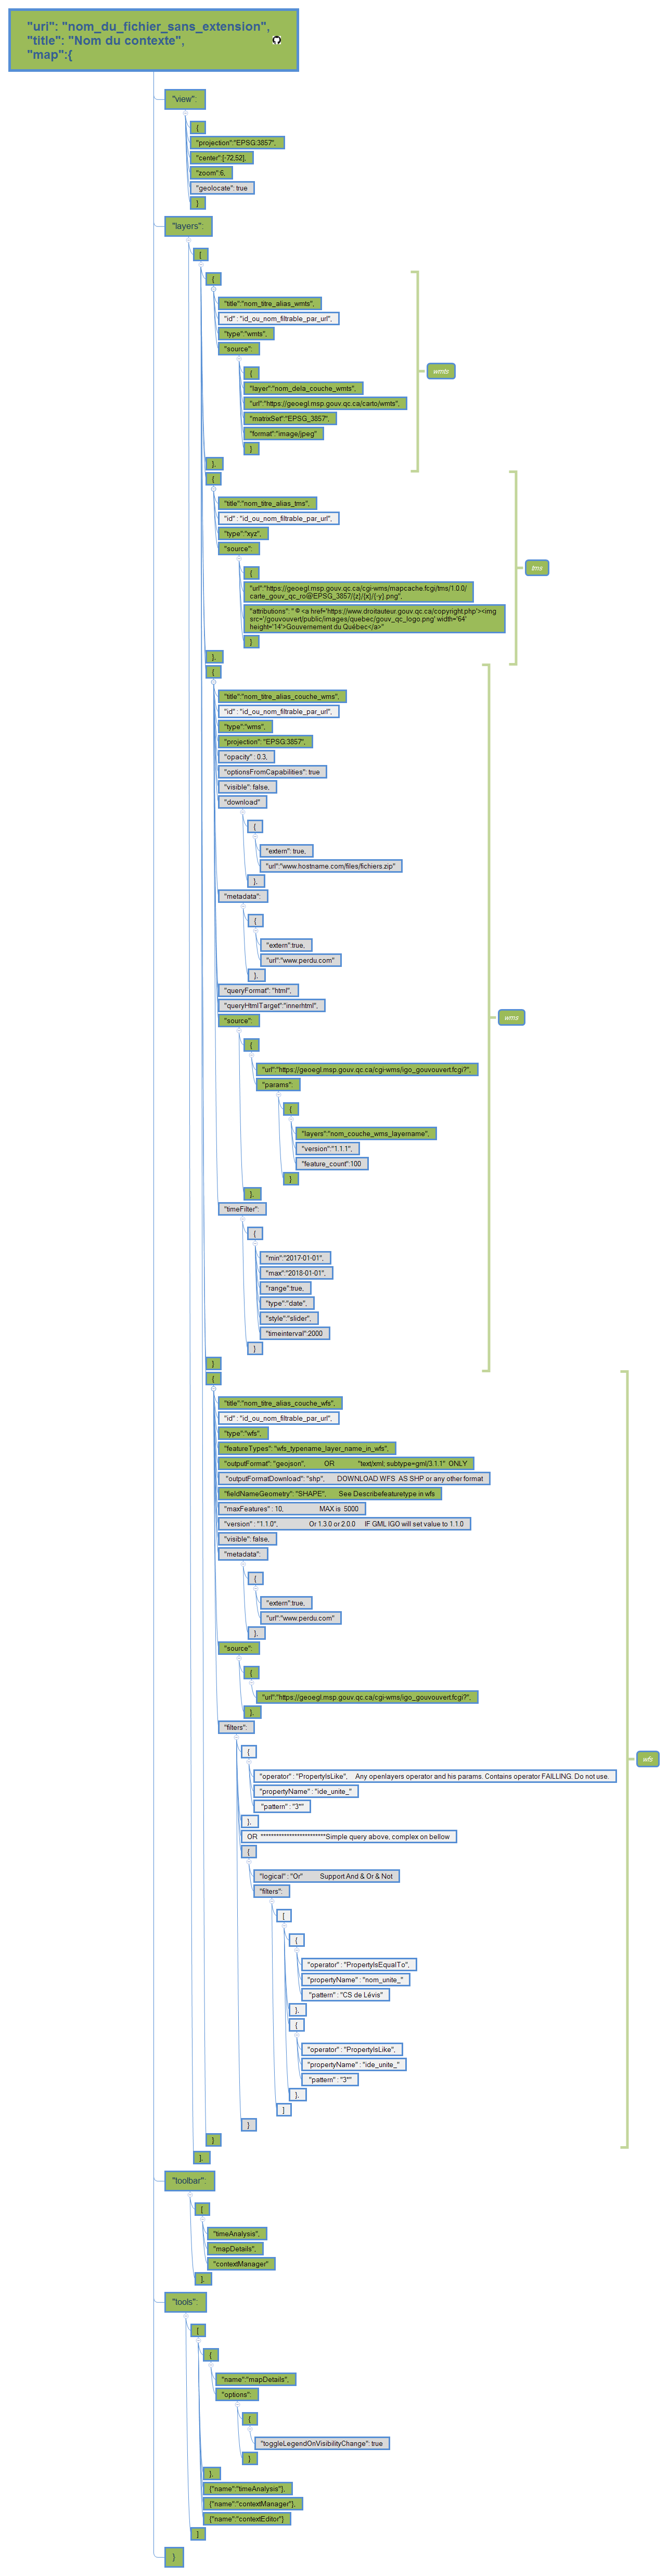 "uri": "nom_du_fichier_sans_extension",
"title": "Nom du contexte",
"map":{
"view":
{
"projection":"EPSG:3857",
"center":[-72,52],
"zoom":6,
"geolocate": true
}
"layers":
[
{
"title":"nom_titre_alias_wmts",
"id" : "id_ou_nom_filtrable_par_url",
"type":"wmts",
"source":
{
"layer":"nom_dela_couche_wmts",
"url":"https://geoegl.msp.gouv.qc.ca/carto/wmts",
"matrixSet":"EPSG_3857",
"format":"image/jpeg"
}
},
wmts
{
"title":"nom_titre_alias_tms",
"id" : "id_ou_nom_filtrable_par_url",
"type":"xyz",
"source":
{
"url":"https://geoegl.msp.gouv.qc.ca/cgi-wms/mapcache.fcgi/tms/1.0.0/
carte_gouv_qc_ro@EPSG_3857/{z}/{x}/{-y}.png",
"attributions": " © <a href='https://www.droitauteur.gouv.qc.ca/copyright.php'><img
src='/gouvouvert/public/images/quebec/gouv_qc_logo.png' width='64'
height='14'>Gouvernement du Québec</a>"
}
},
tms
{
"title":"nom_titre_alias_couche_wms",
"id" : "id_ou_nom_filtrable_par_url",
"type":"wms",
"projection": "EPSG:3857",
"opacity" : 0.3,
"optionsFromCapabilities": true
"visible": false,
"download"
{
"extern": true,
"url":"www.hostname.com/files/fichiers.zip"
},
"metadata":
{
"extern":true,
"url":"www.perdu.com"
},
"queryFormat": "html",
"queryHtmlTarget":"innerhtml",
"source":
{
"url":"https://geoegl.msp.gouv.qc.ca/cgi-wms/igo_gouvouvert.fcgi?",
"params":
{
"layers":"nom_couche_wms_layername",
"version":"1.1.1",
"feature_count":100
}
},
"timeFilter":
{
"min":"2017-01-01",
"max":"2018-01-01",
"range":true,
"type":"date",
"style":"slider",
"timeinterval":2000
}
}
wms
{
"title":"nom_titre_alias_couche_wfs",
"id" : "id_ou_nom_filtrable_par_url",
"type":"wfs",
"featureTypes": "wfs_typename_layer_name_in_wfs",
"outputFormat": "geojson", OR "text/xml; subtype=gml/3.1.1" ONLY
"outputFormatDownload": "shp", DOWNLOAD WFS AS SHP or any other format
"fieldNameGeometry": "SHAPE", See Describefeaturetype in wfs
"maxFeatures" : 10, MAX is 5000
"version" : "1.1.0", Or 1.3.0 or 2.0.0 IF GML IGO will set value to 1.1.0
"visible": false,
"metadata":
{
"extern":true,
"url":"www.perdu.com"
},
"source":
{
"url":"https://geoegl.msp.gouv.qc.ca/cgi-wms/igo_gouvouvert.fcgi?",
},
"filters":
{
"operator" : "PropertyIsLike", Any openlayers operator and his params. Contains operator FAILLING. Do not use.
"propertyName" : "ide_unite_"
"pattern" : "3*"
},
OR *************************Simple query above, complex on bellow
{
"logical" : "Or" Support And & Or & Not
"filters":
[
{
"operator" : "PropertyIsEqualTo",
"propertyName" : "nom_unite_"
"pattern" : "CS de Lévis"
},
{
"operator" : "PropertyIsLike",
"propertyName" : "ide_unite_"
"pattern" : "3*"
},
]
}
}
wfs
],
"toolbar":
[
"timeAnalysis",
"mapDetails",
"contextManager"
],
"tools":
[
{
"name":"mapDetails",
"options":
{
"toggleLegendOnVisibilityChange": true
}
},
{"name":"timeAnalysis"},
{"name":"contextManager"},
{"name":"contextEditor"}
]
}